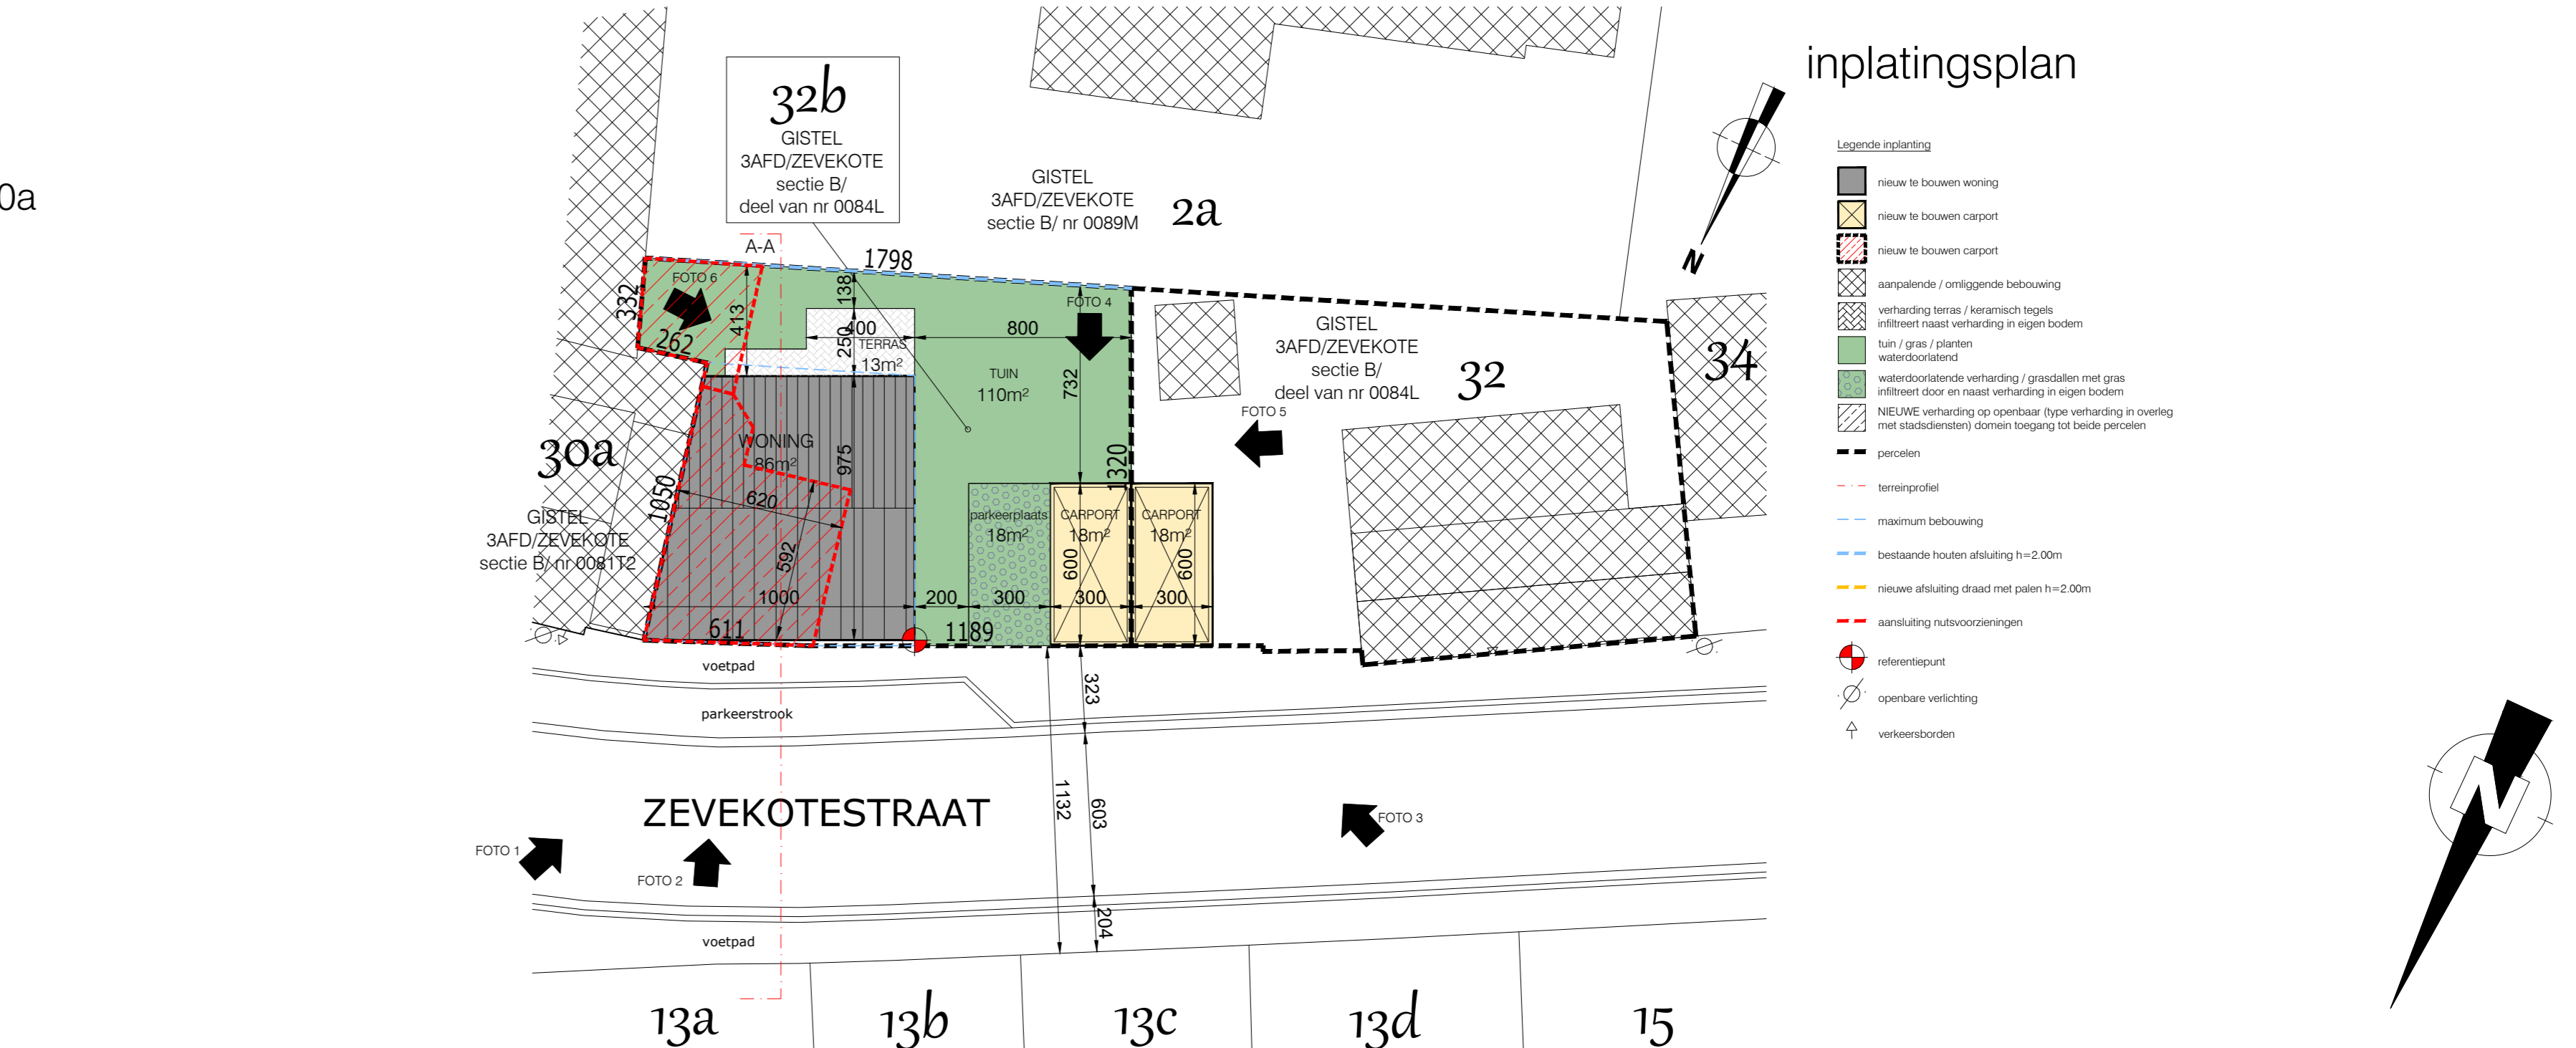 inplatingsplan
0a
32b
GISTEL
3AFD/ZEVEKOTE
sectie B/
deel van nr 0084L
GISTEL
3AFD/ZEVEKOTE
sectie B/ nr 0089M
2a
N
A-A
1798
FOTO 6
332
262
413
138
250
400
TERRAS
13m²
800
FOTO 4
TUIN
110m²
732
1320
GISTEL
3AFD/ZEVEKOTE
sectie B/
deel van nr 0084L
32
34
FOTO 5
30a
GISTEL
3AFD/ZEVEKOTE
sectie B/ nr 0081T2
1050
WONING
86m²
975
620
592
1000
611
200
300
300
300
1189
parkeerplaats
18m²
CARPORT
18m²
600
CARPORT
18m²
600
voetpad
parkeerstrook
323
1132
603
204
ZEVEKOTESTRAAT
FOTO 1
FOTO 2
FOTO 3
voetpad
13a
13b
13c
13d
15
Legende inplanting
nieuw te bouwen woning
nieuw te bouwen carport
nieuw te bouwen carport
aanpalende / omliggende bebouwing
verharding terras / keramisch tegels
infiltreert naast verharding in eigen bodem
tuin / gras / planten
waterdoorlatend
waterdoorlatende verharding / grasdallen met gras
infiltreert door en naast verharding in eigen bodem
NIEUWE verharding op openbaar (type verharding in overleg
met stadsdiensten) domein toegang tot beide percelen
percelen
terreinprofiel
maximum bebouwing
bestaande houten afsluiting h=2.00m
nieuwe afsluiting draad met palen h=2.00m
aansluiting nutsvoorzieningen
referentiepunt
openbare verlichting
verkeersborden
N